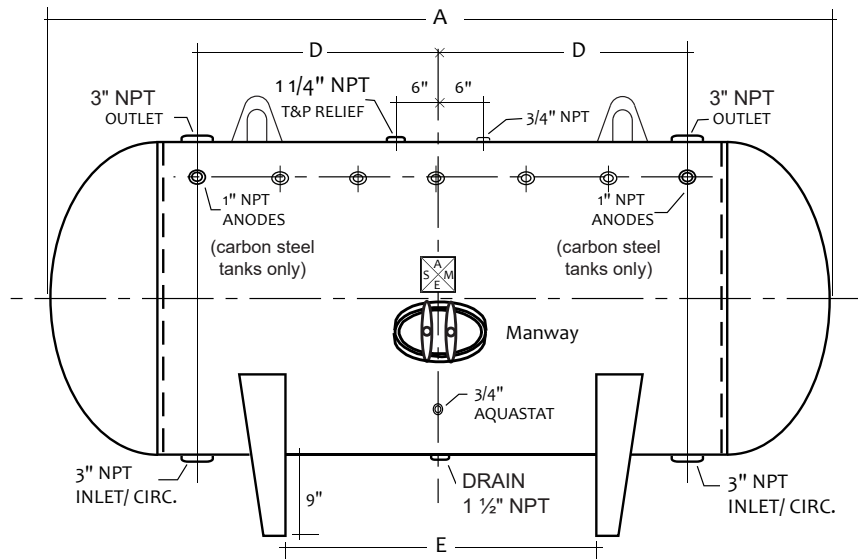 A
D
D
6"
6"
1 1/4" NPT
T&P RELIEF
3/4" NPT
3" NPT
OUTLET
3" NPT
OUTLET
1" NPT
ANODES
(carbon steel
tanks only)
1" NPT
ANODES
(carbon steel
tanks only)
A
S M
E
Manway
3/4"
AQUASTAT
3" NPT
INLET/ CIRC.
9"
DRAIN
1 ½" NPT
3" NPT
INLET/ CIRC.
E